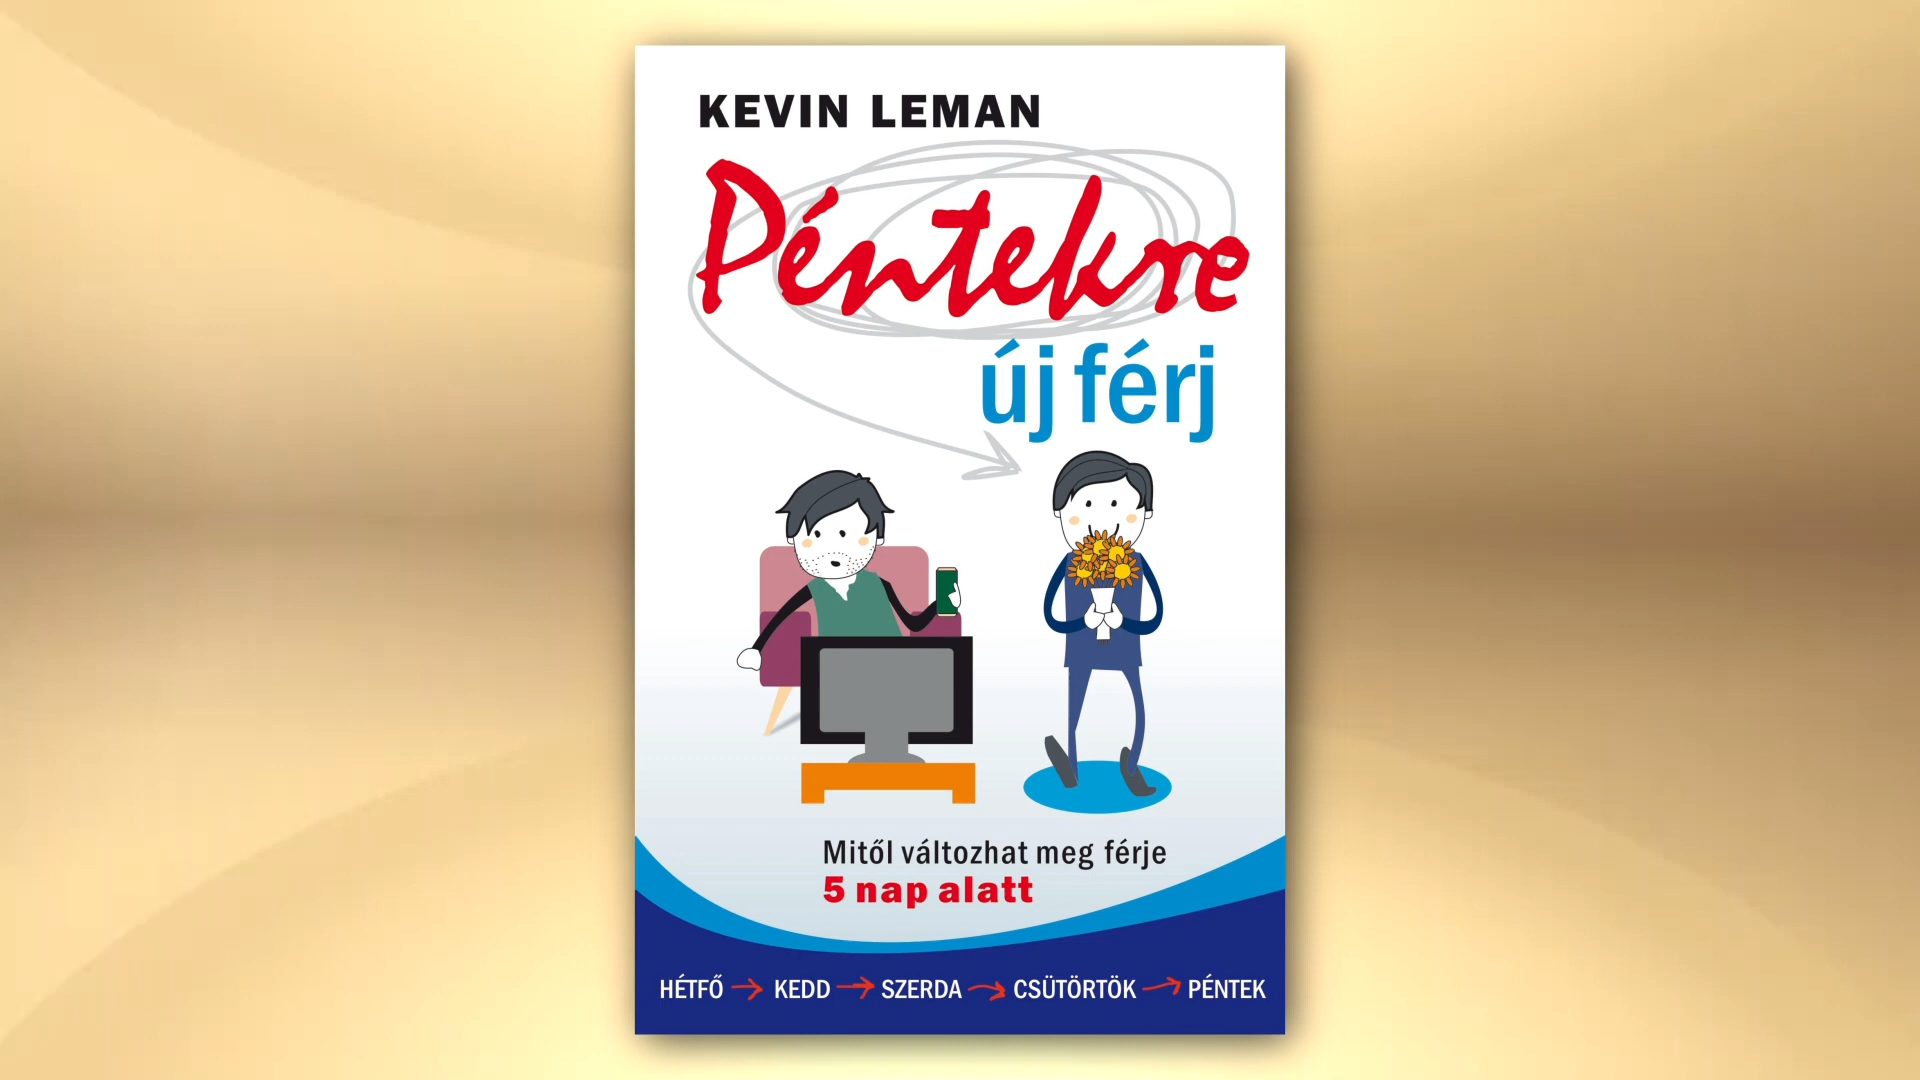 KEVIN LEMAN
Péntekre
új férj
Mitől változhat meg férje
5 nap alatt
HÉTFŐ → KEDD → SZERDA → CSÜTÖRTÖK → PÉNTEK